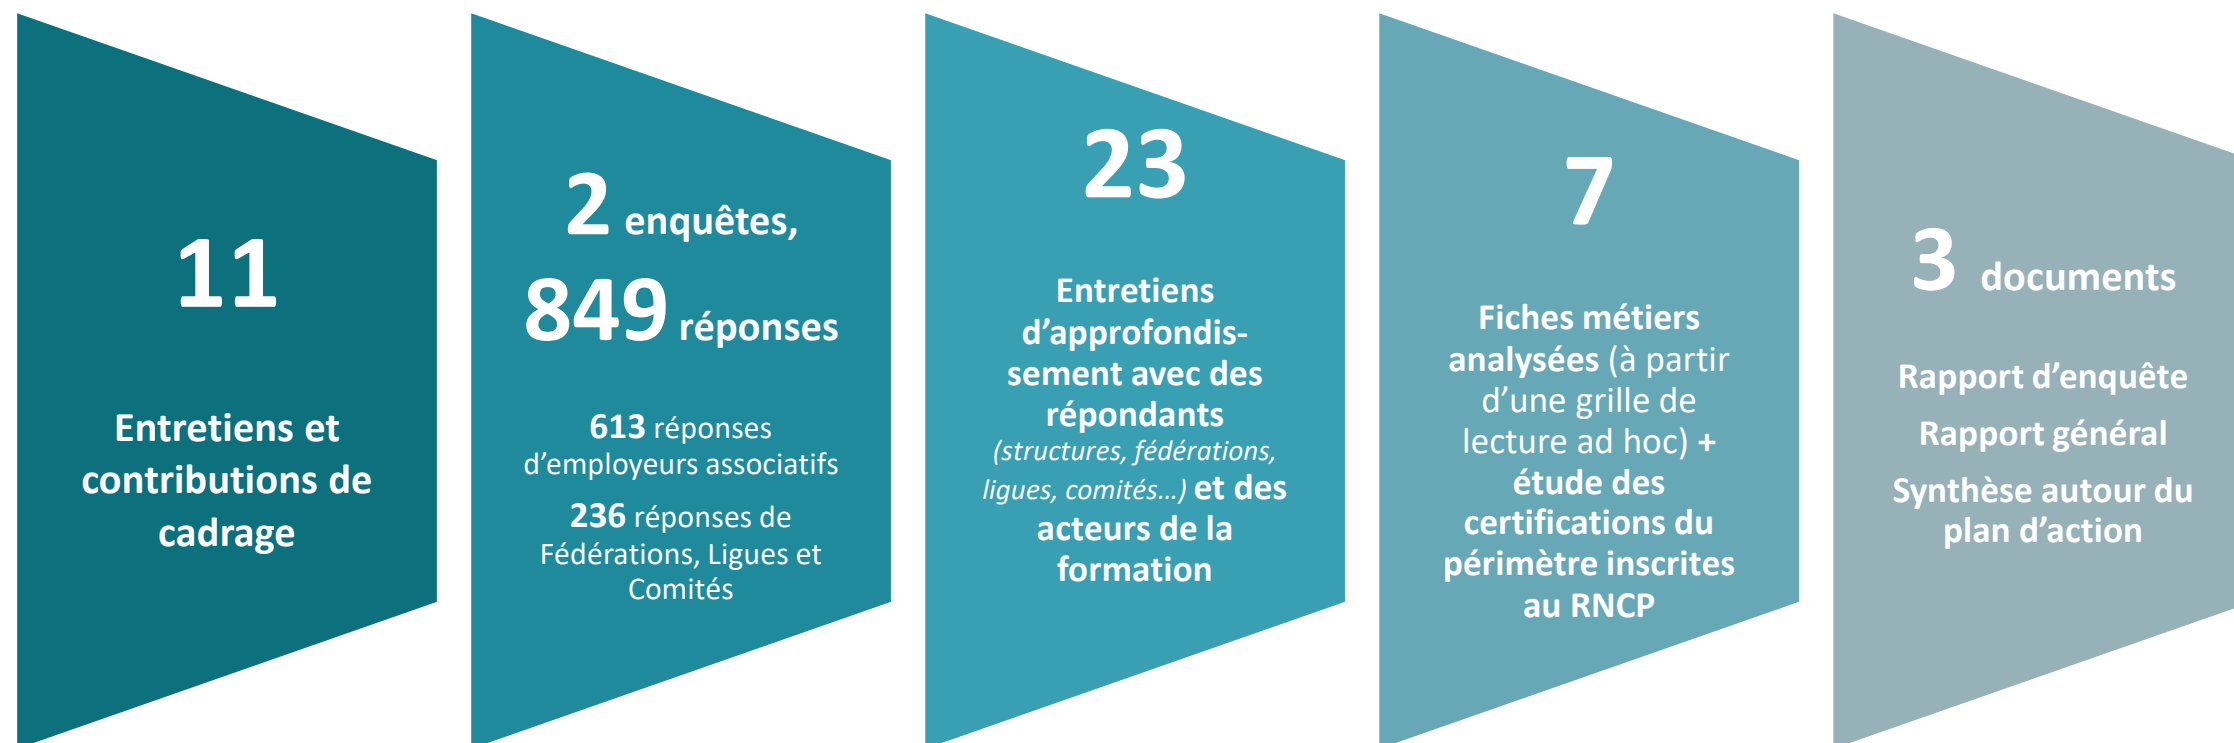 11
Entretiens et
contributions de
cadrage
2 enquêtes,
849 réponses
613 réponses
d’employeurs associatifs
236 réponses de
Fédérations, Ligues et
Comités
23
Entretiens
d’approfondis-
sement avec des
répondants
(structures, fédérations,
ligues, comités…) et des
acteurs de la
formation
7
Fiches métiers
analysées (à partir
d’une grille de
lecture ad hoc) +
étude des
certifications du
périmètre inscrites
au RNCP
3 documents
Rapport d’enquête
Rapport général
Synthèse autour du
plan d’action